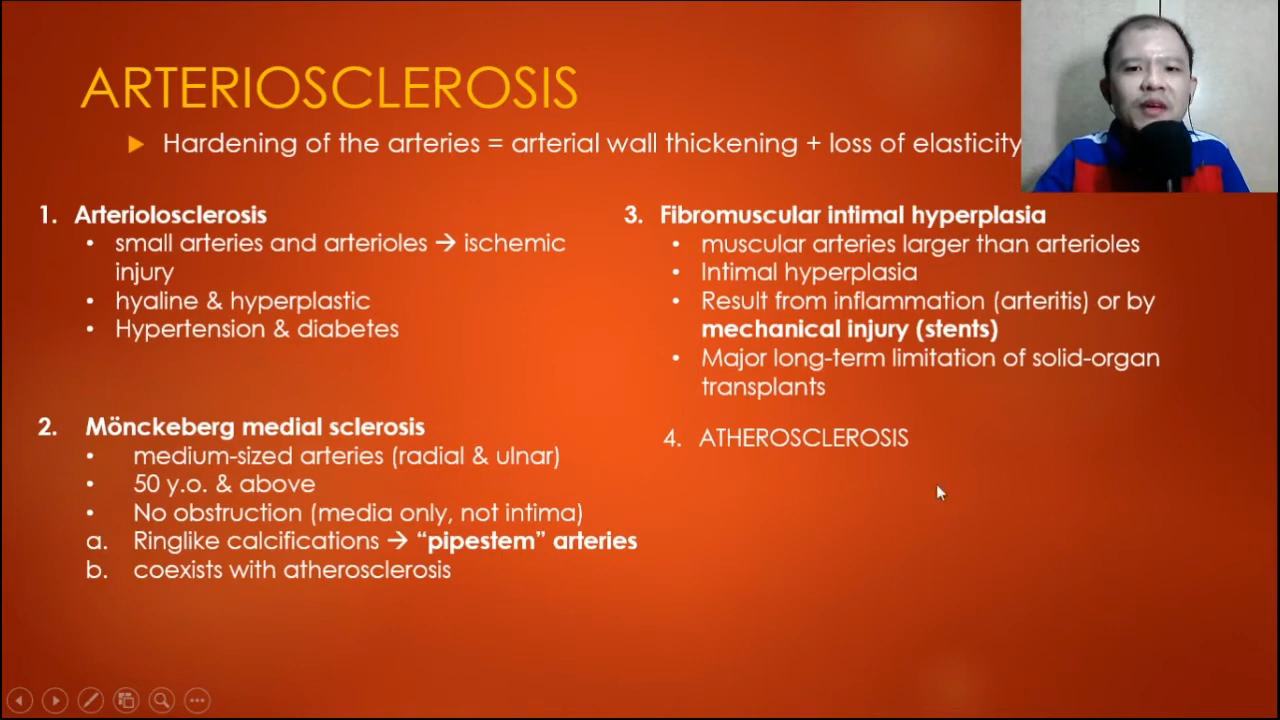 ARTERIOSCLEROSIS
Hardening of the arteries = arterial wall thickening + loss of elasticity
1. Arteriolosclerosis
• small arteries and arterioles → ischemic
injury
• hyaline & hyperplastic
• Hypertension & diabetes
2. Mönckeberg medial sclerosis
• medium-sized arteries (radial & ulnar)
• 50 y.o. & above
• No obstruction (media only, not intima)
a. Ringlike calcifications → “pipestem” arteries
b. coexists with atherosclerosis
3. Fibromuscular intimal hyperplasia
• muscular arteries larger than arterioles
• Intimal hyperplasia
• Result from inflammation (arteritis) or by
mechanical injury (stents)
• Major long-term limitation of solid-organ
transplants
4. ATHEROSCLEROSIS